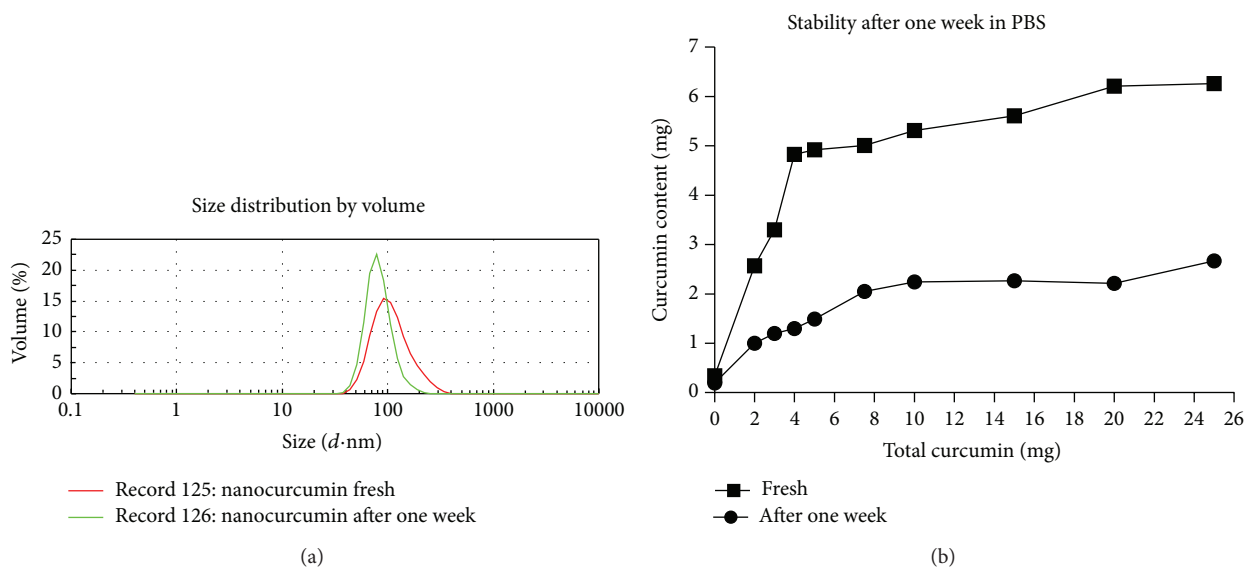 Size distribution by volume
25
20
15
10
5
0
Volume (%)
0.1 1 10 100 1000 10000
Size (d·nm)
Record 125: nanocurcumin fresh
Record 126: nanocurcumin after one week
(a)
Stability after one week in PBS
7
6
5
4
3
2
1
0
Curcumin content (mg)
0 2 4 6 8 10 12 14 16 18 20 22 24 26
Total curcumin (mg)
Fresh
After one week
(b)